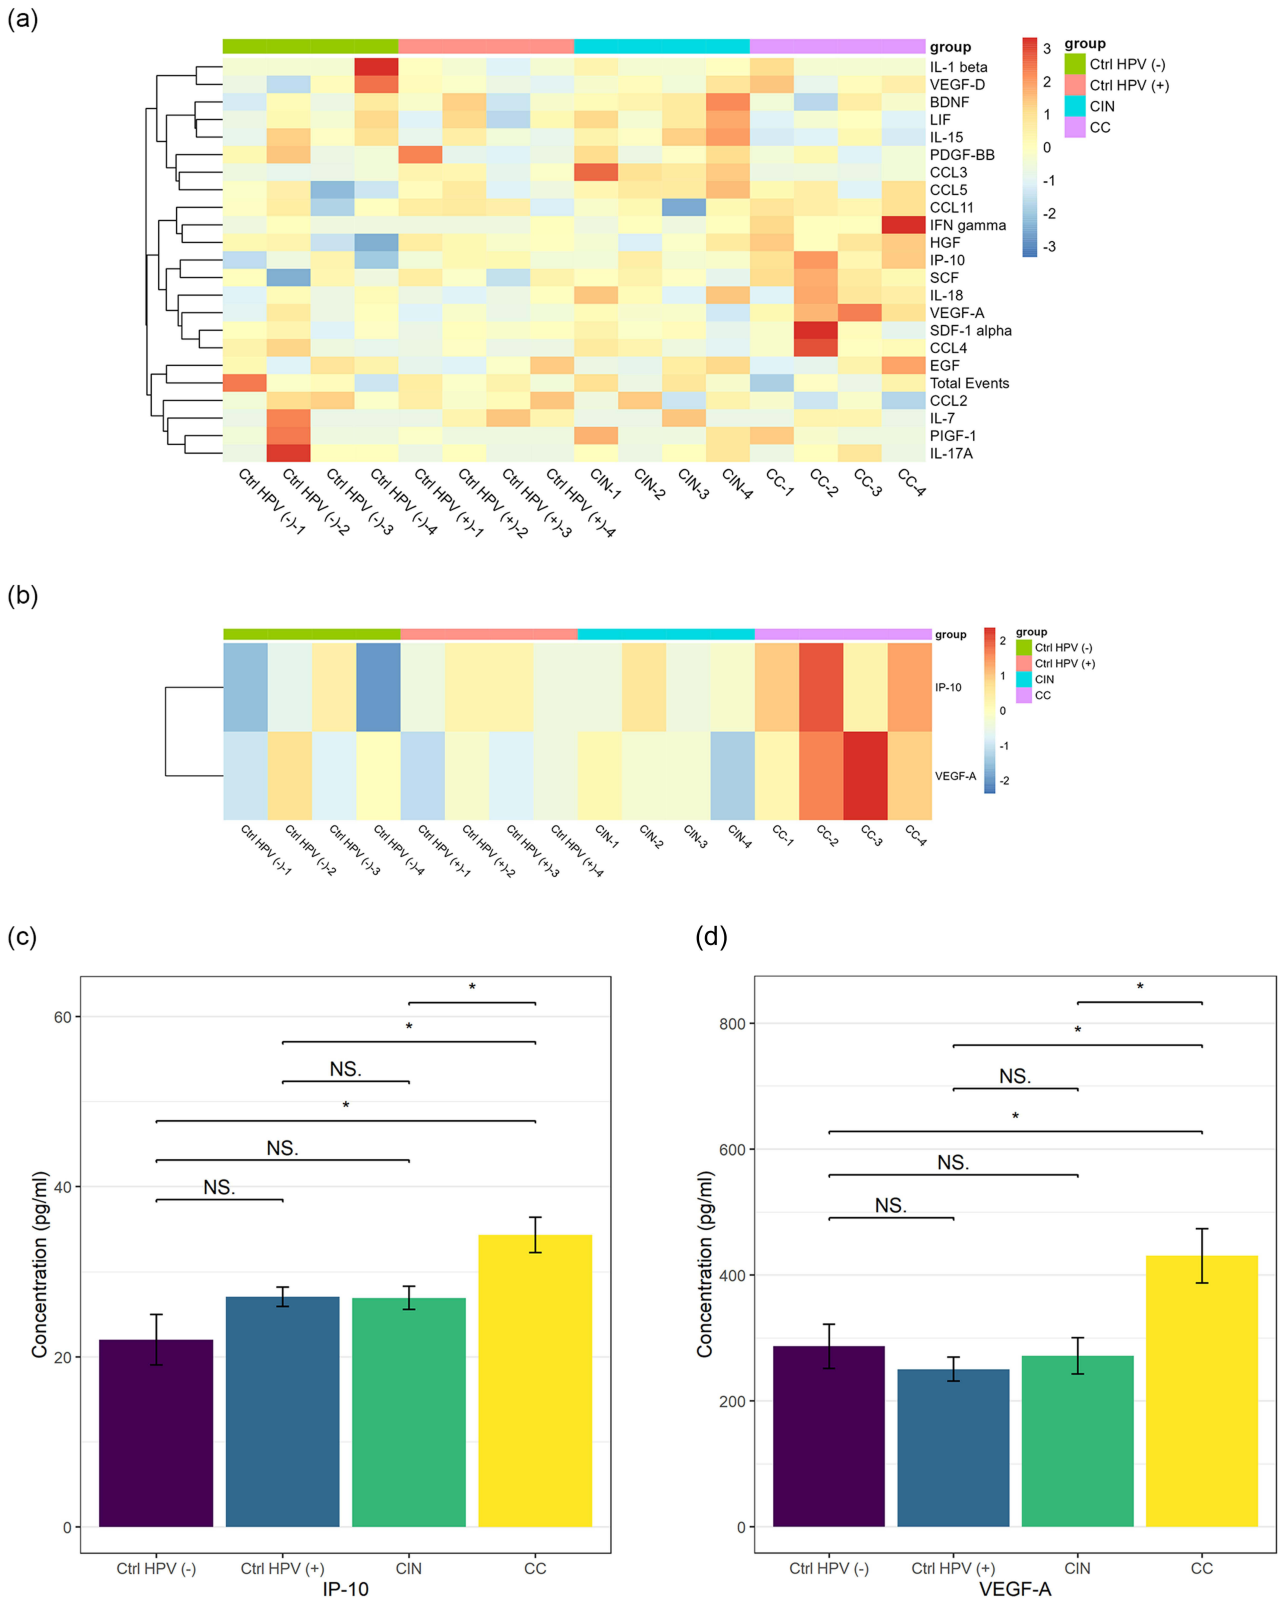 (a)
group
IL-1 beta
VEGF-D
BDNF
LIF
IL-15
PDGF-BB
CCL3
CCL5
CCL11
IFN gamma
HGF
IP-10
SCF
IL-18
VEGF-A
SDF-1 alpha
CCL4
EGF
Total Events
CCL2
IL-7
PIGF-1
IL-17A
3
2
1
0
-1
-2
-3
group
Ctrl HPV (-)
Ctrl HPV (+)
CIN
CC
Ctrl HPV (-)-1
Ctrl HPV (-)-2
Ctrl HPV (-)-3
Ctrl HPV (-)-4
Ctrl HPV (+)-1
Ctrl HPV (+)-2
Ctrl HPV (+)-3
Ctrl HPV (+)-4
CIN-1
CIN-2
CIN-3
CIN-4
CC-1
CC-2
CC-3
CC-4
(b)
group
IP-10
VEGF-A
2
1
0
-1
-2
group
Ctrl HPV (-)
Ctrl HPV (+)
CIN
CC
Ctrl HPV (-)-1
Ctrl HPV (-)-2
Ctrl HPV (-)-3
Ctrl HPV (-)-4
Ctrl HPV (+)-1
Ctrl HPV (+)-2
Ctrl HPV (+)-3
Ctrl HPV (+)-4
CIN-1
CIN-2
CIN-3
CIN-4
CC-1
CC-2
CC-3
CC-4
(c)
Concentration (pg/ml)
60
40
20
0
*
*
NS.
*
NS.
NS.
Ctrl HPV (-)
Ctrl HPV (+)
CIN
CC
IP-10
(d)
Concentration (pg/ml)
800
600
400
200
0
*
*
NS.
*
NS.
NS.
Ctrl HPV (-)
Ctrl HPV (+)
CIN
CC
VEGF-A